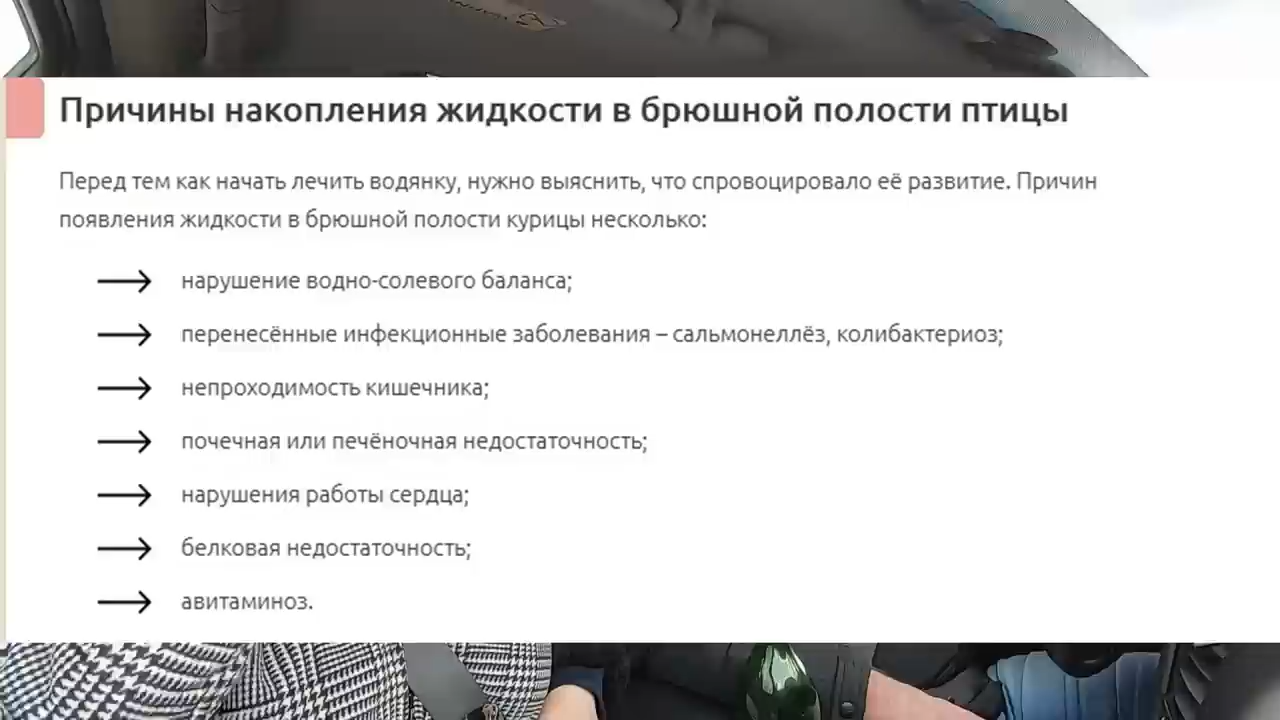 Причины накопления жидкости в брюшной полости птицы
Перед тем как начать лечить водянку, нужно выяснить, что спровоцировало её развитие. Причин
появления жидкости в брюшной полости курицы несколько:
нарушение водно-солевого баланса;
перенесённые инфекционные заболевания – сальмонеллёз, колибактериоз;
непроходимость кишечника;
почечная или печёночная недостаточность;
нарушения работы сердца;
белковая недостаточность;
авитаминоз.